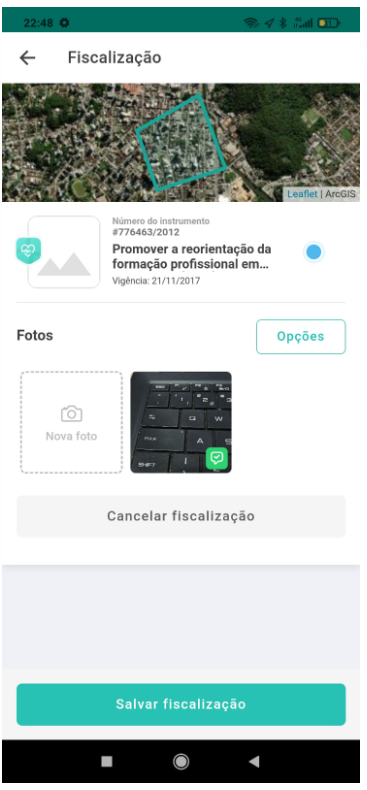 22:48
Fiscalização
Leaflet | ArcGIS
Número do instrumento
#776463/2012
Promover a reorientação da
formação profissional em...
Vigência: 21/11/2017
Fotos
Opções
Nova foto
W
A
S
Cancelar fiscalização
Salvar fiscalização